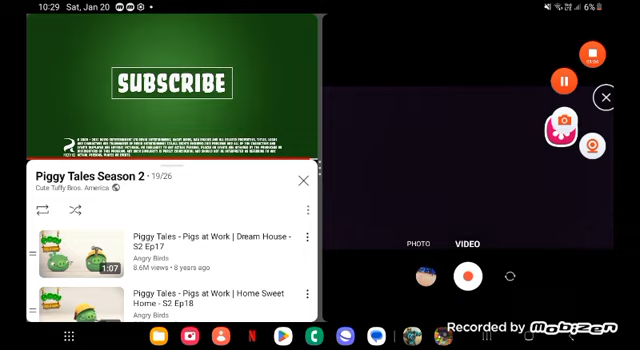 10:29 Sat, Jan 20
6%
SUBSCRIBE
Piggy Tales Season 2 · 19/26
Cute Tuffy Bros. America
Piggy Tales - Pigs at Work | Dream House -
S2 Ep17
Angry Birds
8.6M views • 8 years ago
1:07
Piggy Tales - Pigs at Work | Home Sweet
Home - S2 Ep18
Angry Birds
PHOTO
VIDEO
Recorded by mobizen